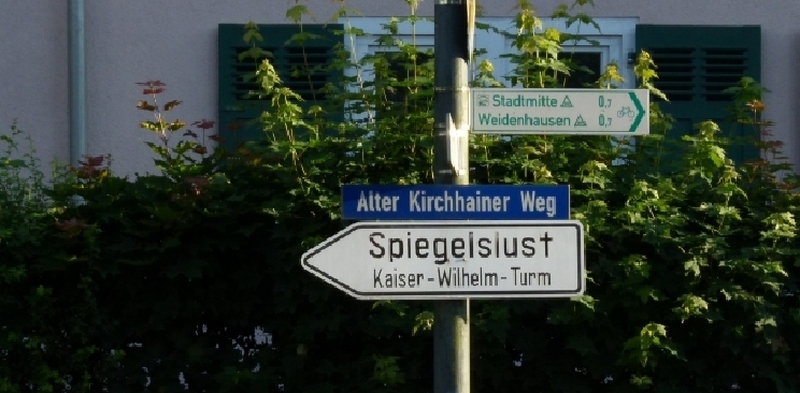 Stadtmitte 0,7
Weidenhausen 0,7
Alter Kirchhainer Weg
Spiegelslust
Kaiser-Wilhelm-Turm